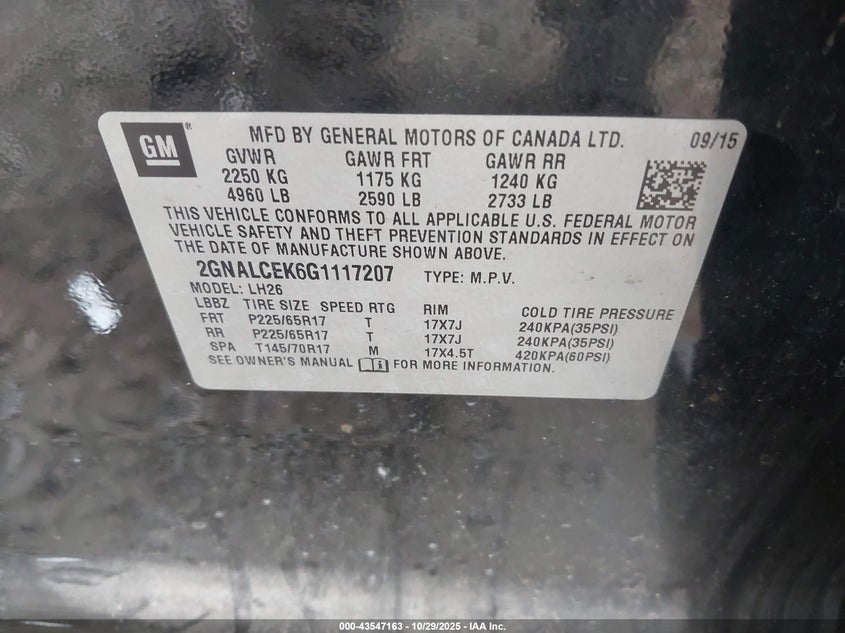 GM
MFD BY GENERAL MOTORS OF CANADA LTD. 09/15
GVWR GAWR FRT GAWR RR
2250 KG 1175 KG 1240 KG
4960 LB 2590 LB 2733 LB
THIS VEHICLE CONFORMS TO ALL APPLICABLE U.S. FEDERAL MOTOR
VEHICLE SAFETY AND THEFT PREVENTION STANDARDS IN EFFECT ON
THE DATE OF MANUFACTURE SHOWN ABOVE.
2GNALCEK6G1117207 TYPE: M.P.V.
MODEL: LH26
LBBZ TIRE SIZE SPEED RTG RIM COLD TIRE PRESSURE
FRT P225/65R17 T 17X7J 240KPA(35PSI)
RR P225/65R17 T 17X7J 240KPA(35PSI)
SPA T145/70R17 M 17X4.5T 420KPA(60PSI)
SEE OWNER'S MANUAL FOR MORE INFORMATION.
000-43547163 - 10/29/2025 - IAA Inc.